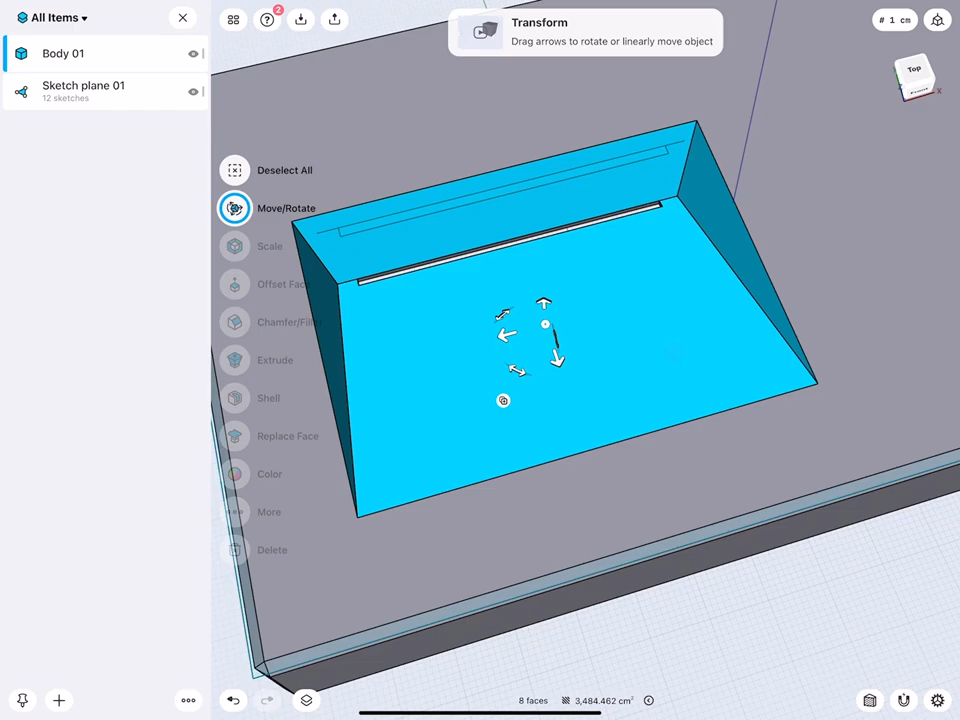 All Items
2
Transform
Drag arrows to rotate or linearly move object
# 1 cm
Body 01
Sketch plane 01
12 sketches
Top
Front
X
Deselect All
Move/Rotate
Scale
Offset Face
Chamfer/Fillet
Extrude
Shell
Replace Face
Color
More
Delete
8 faces
3,484.462 cm²